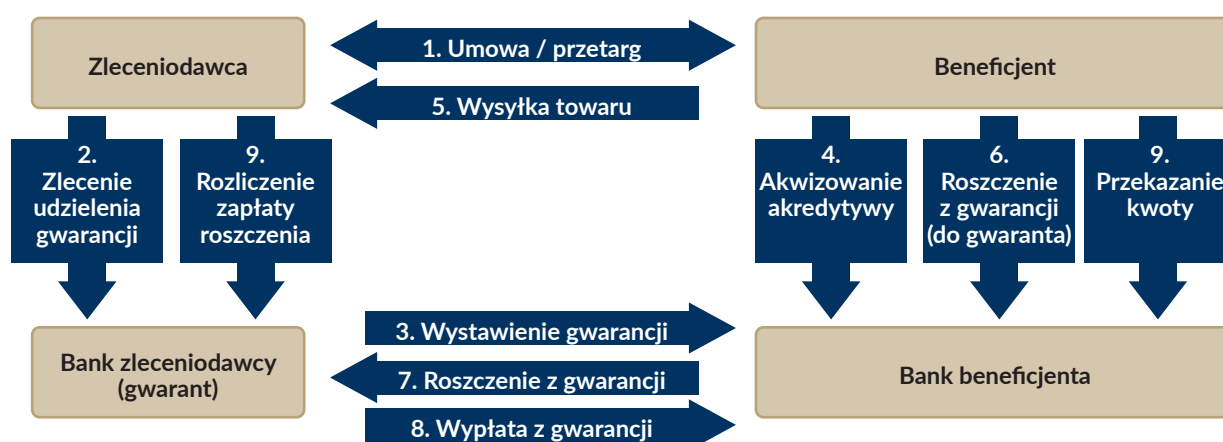 Zleceniodawca
1. Umowa / przetarg
Beneficjent
5. Wysyłka towaru
2.
Zlecenie
udzielenia
gwarancji
9.
Rozliczenie
zapłaty
roszczenia
4.
Akwizowanie
akredytywy
6.
Roszczenie
z gwarancji
(do gwaranta)
9.
Przekazanie
kwoty
3. Wystawienie gwarancji
Bank zleceniodawcy
(gwarant)
7. Roszczenie z gwarancji
Bank beneficjenta
8. Wypłata z gwarancji